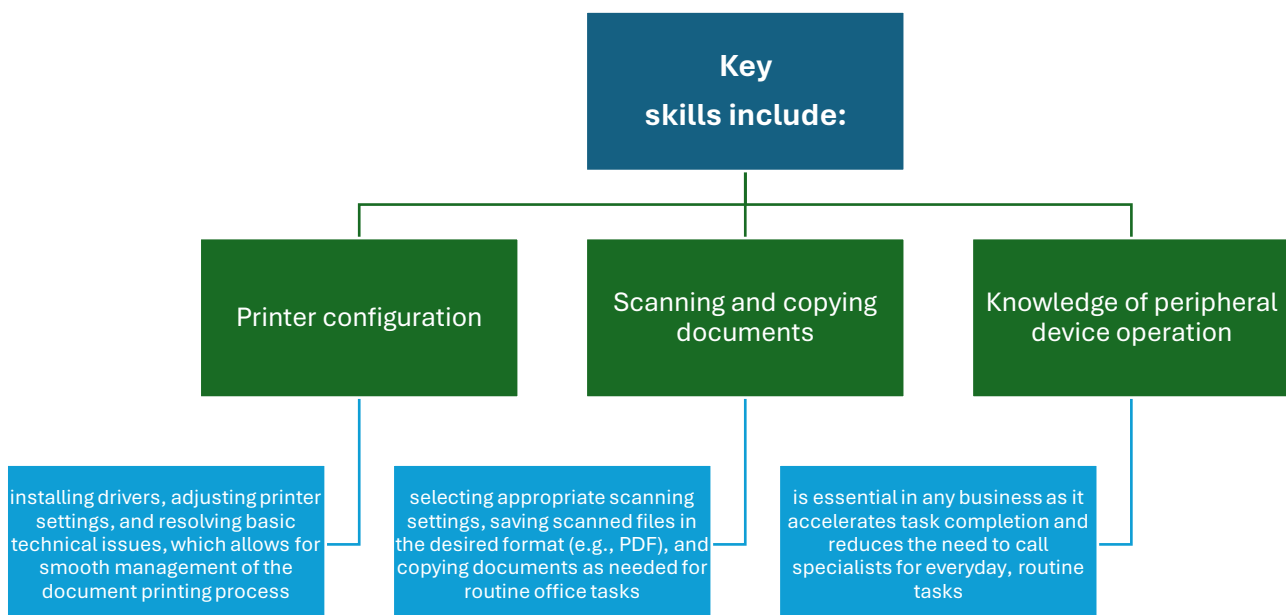 Key
skills include:
Printer configuration
Scanning and copying
documents
Knowledge of peripheral
device operation
installing drivers, adjusting printer
settings, and resolving basic
technical issues, which allows for
smooth management of the
document printing process
selecting appropriate scanning
settings, saving scanned files in
the desired format (e.g., PDF), and
copying documents as needed for
routine office tasks
is essential in any business as it
accelerates task completion and
reduces the need to call
specialists for everyday, routine
tasks